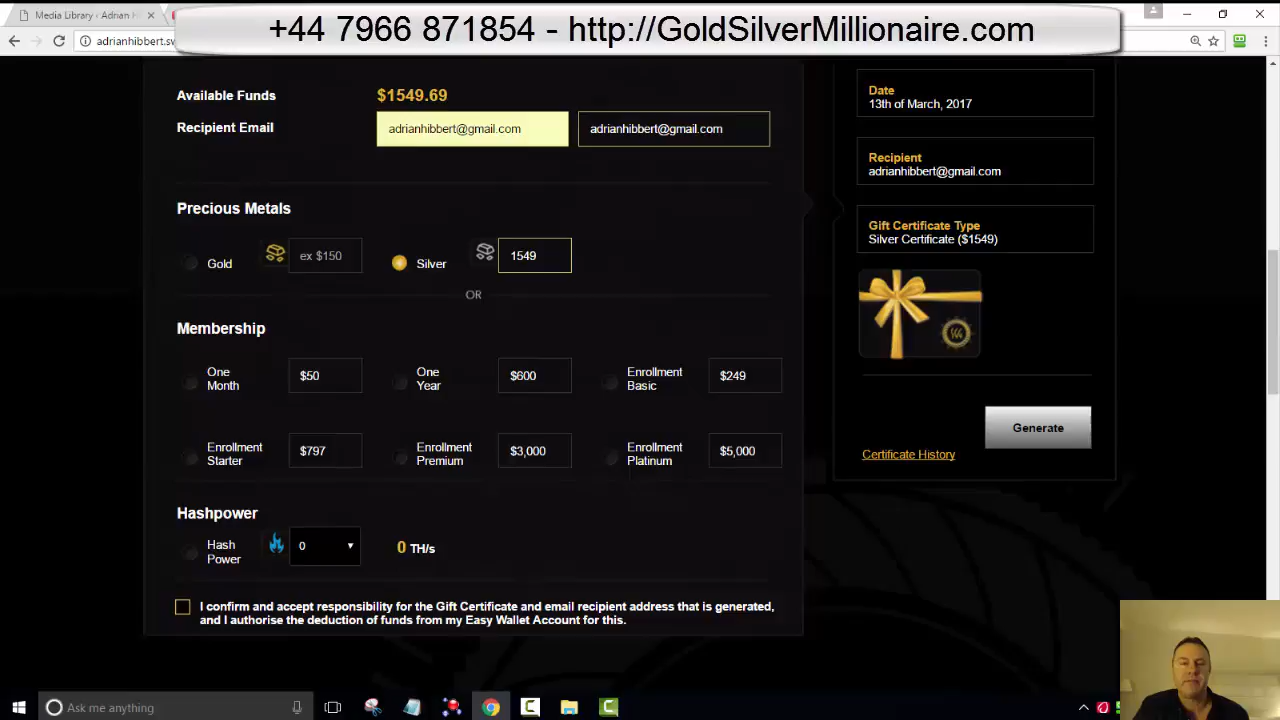 Media Library ‹ Adrian H
+44 7966 871854 - http://GoldSilverMillionaire.com
adrianhibbert.sw
Available Funds
$1549.69
Recipient Email
adrianhibbert@gmail.com
adrianhibbert@gmail.com
Precious Metals
Gold
ex $150
Silver
1549
OR
Membership
One
Month
$50
One
Year
$600
Enrollment
Basic
$249
Enrollment
Starter
$797
Enrollment
Premium
$3,000
Enrollment
Platinum
$5,000
Hashpower
Hash
Power
0
0 TH/s
I confirm and accept responsibility for the Gift Certificate and email recipient address that is generated,
and I authorise the deduction of funds from my Easy Wallet Account for this.
Date
13th of March, 2017
Recipient
adrianhibbert@gmail.com
Gift Certificate Type
Silver Certificate ($1549)
Generate
Certificate History
Ask me anything